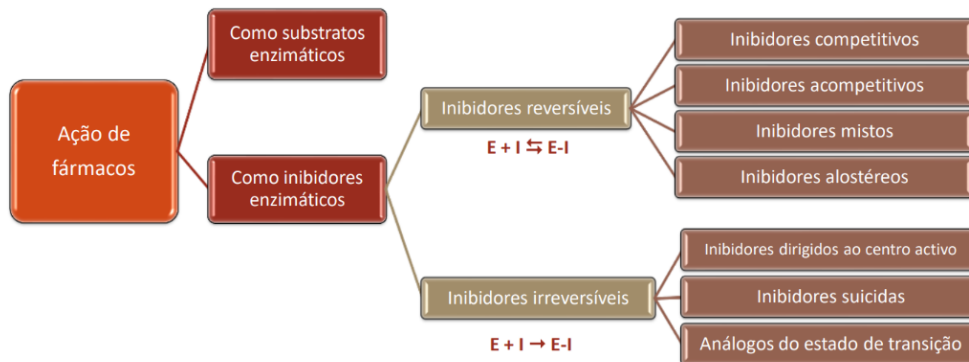 Ação de
fármacos
Como substratos
enzimáticos
Como inibidores
enzimáticos
Inibidores reversíveis
E + I ⇆ E-I
Inibidores competitivos
Inibidores acompetitivos
Inibidores mistos
Inibidores alostéreos
Inibidores irreversíveis
E + I → E-I
Inibidores dirigidos ao centro activo
Inibidores suicidas
Análogos do estado de transição